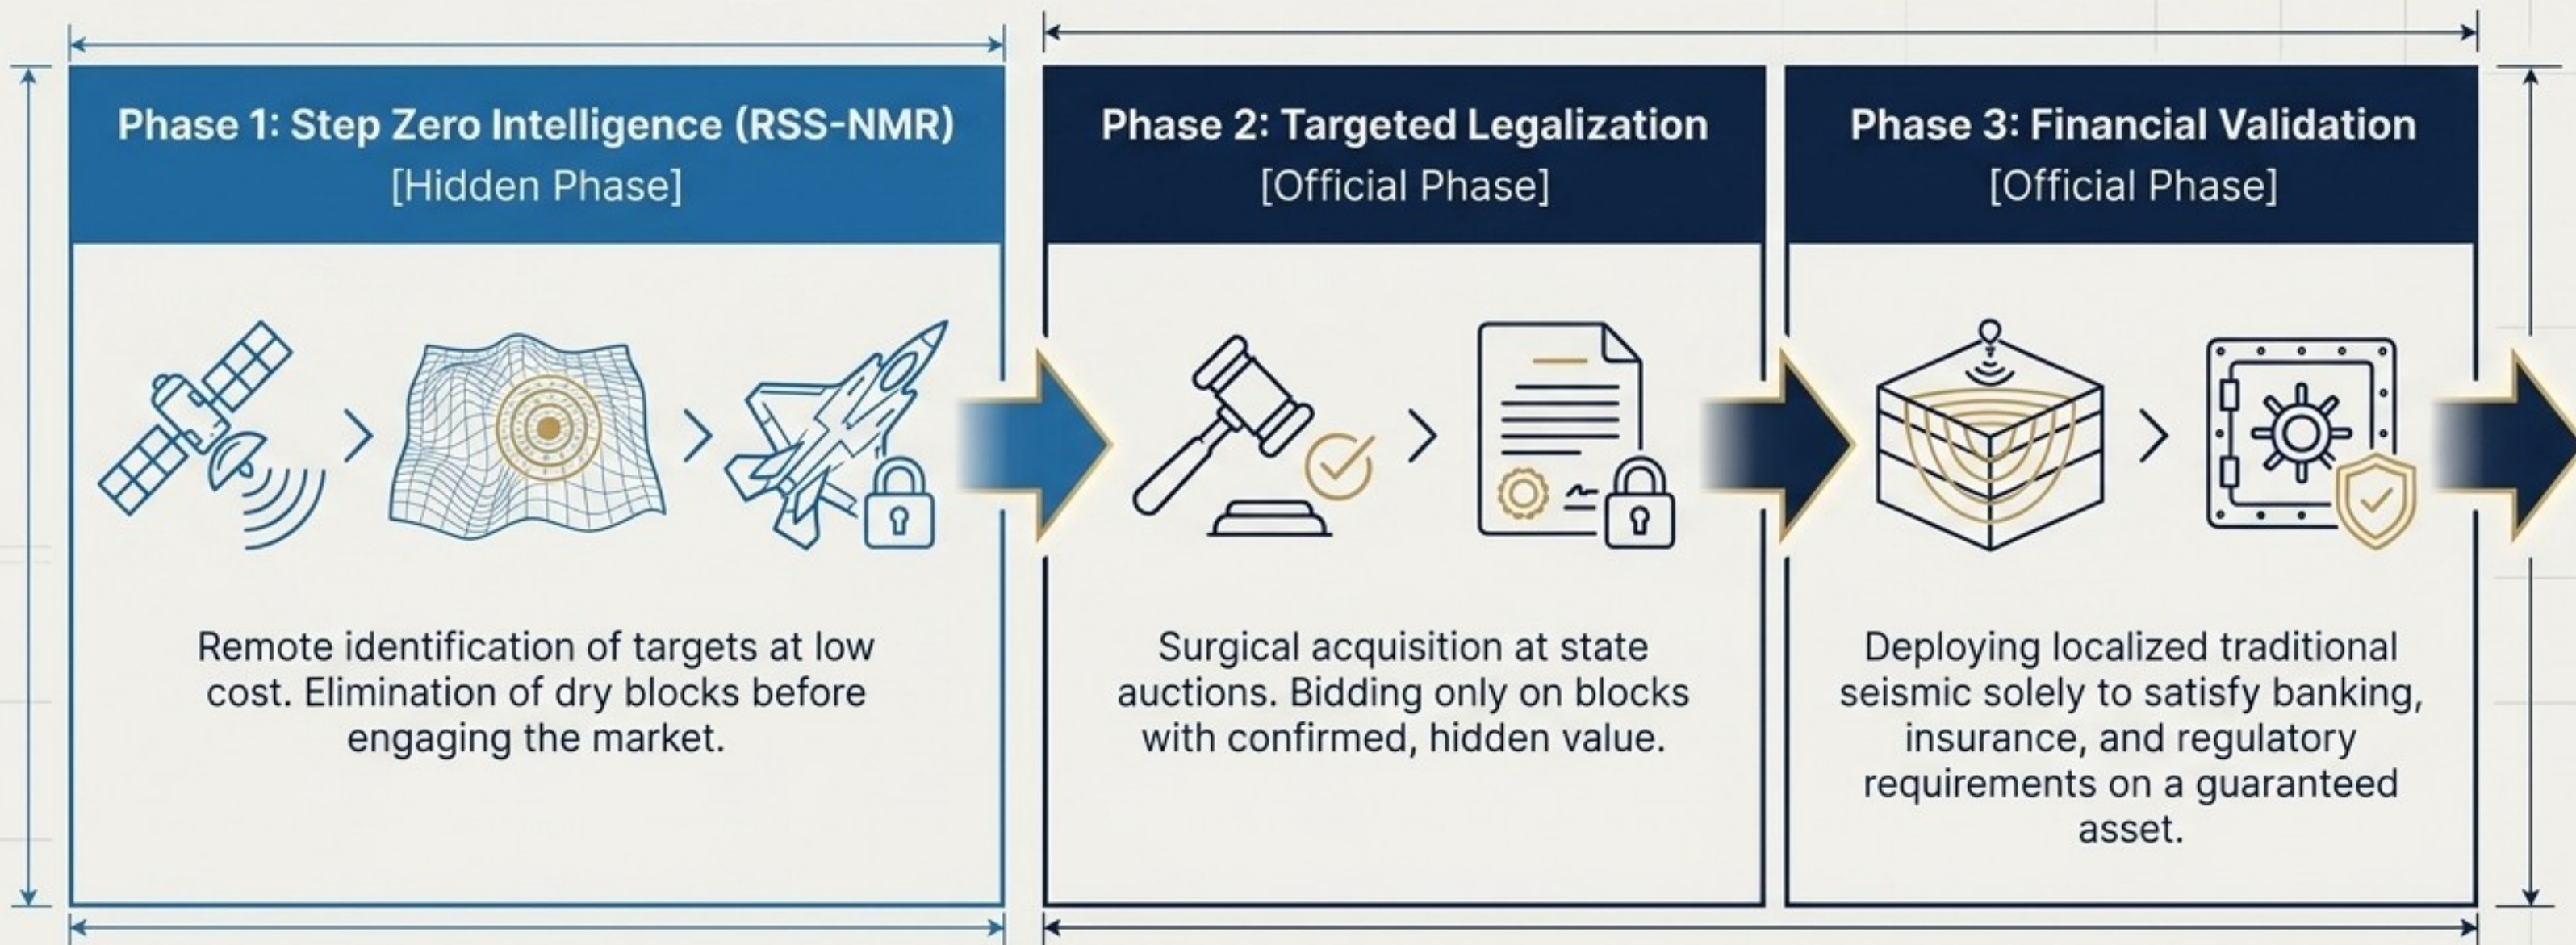 Phase 1: Step Zero Intelligence (RSS-NMR)
[Hidden Phase]
Remote identification of targets at low
cost. Elimination of dry blocks before
engaging the market.
Phase 2: Targeted Legalization
[Official Phase]
Surgical acquisition at state
auctions. Bidding only on blocks
with confirmed, hidden value.
Phase 3: Financial Validation
[Official Phase]
Deploying localized traditional
seismic solely to satisfy banking,
insurance, and regulatory
requirements on a guaranteed
asset.